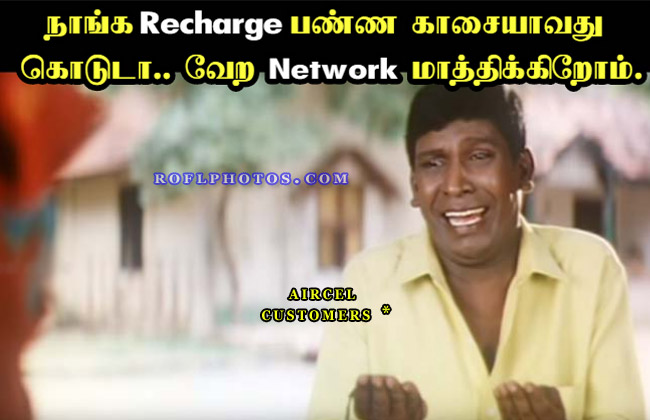 நாங்க Recharge பண்ண காசையாவது
கொடுடா.. வேற Network மாத்திக்கிறோம்.
ROFLPHOTOS.COM
AIRCEL
CUSTOMERS *